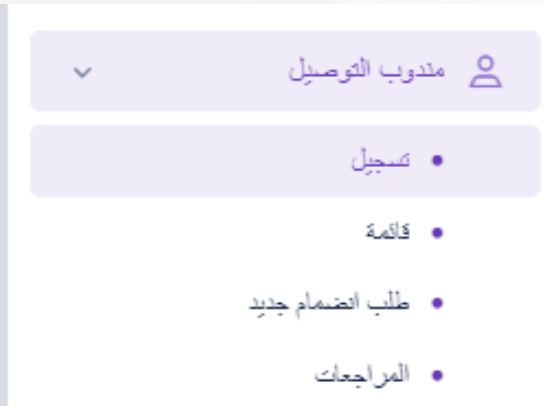 مندوب التوصيل
تسجيل
قائمة
طلب انضمام جديد
المراجعات